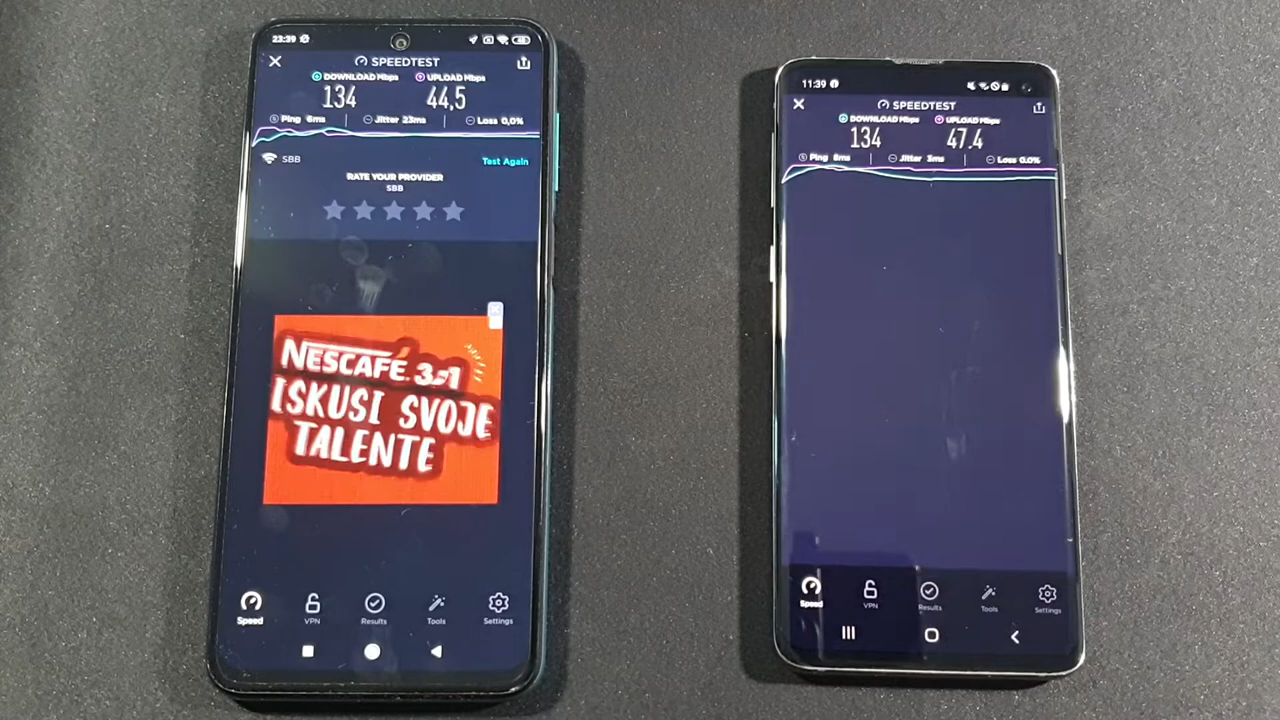 23:39
SPEEDTEST
DOWNLOAD Mbps
UPLOAD Mbps
134
44,5
Ping 6ms
Jitter 23ms
Loss 0,0%
SBB
Test Again
RATE YOUR PROVIDER
SBB
NESCAFÉ 3in1
ISKUSI SVOJE
TALENTE
Speed
VPN
Results
Tools
Settings
11:39
SPEEDTEST
DOWNLOAD Mbps
UPLOAD Mbps
134
47.4
Ping 8ms
Jitter 3ms
Loss 0.0%
Speed
VPN
Results
Tools
Settings